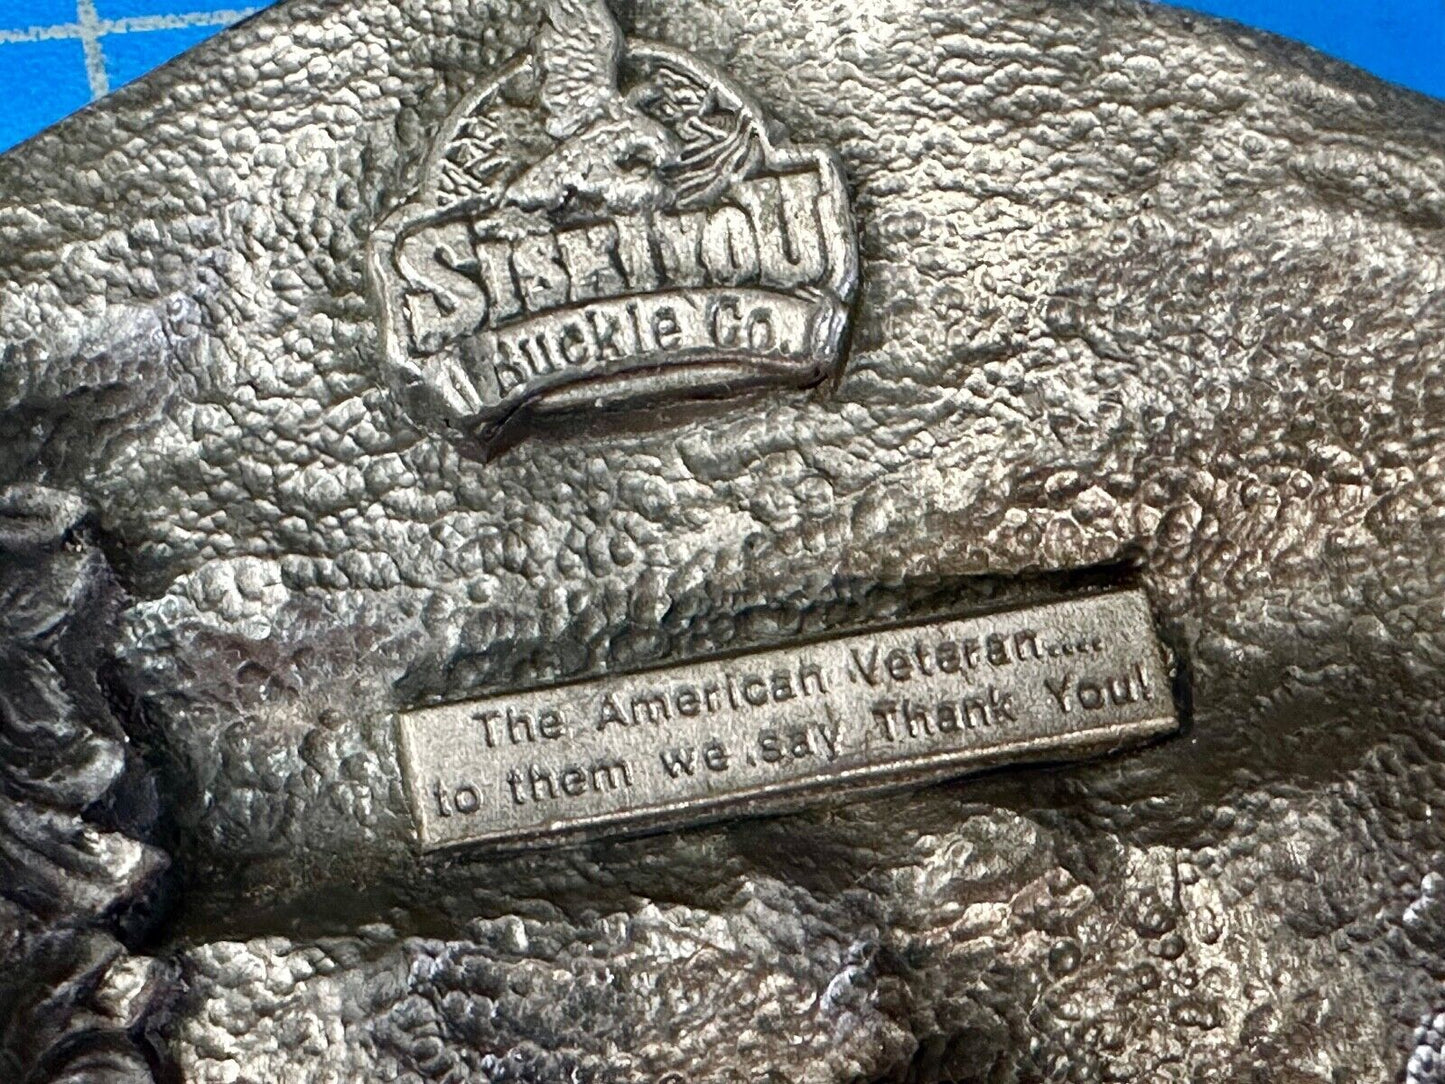 SISKIYOU
Buckle Co.
The American Veteran....
to them we say Thank You!